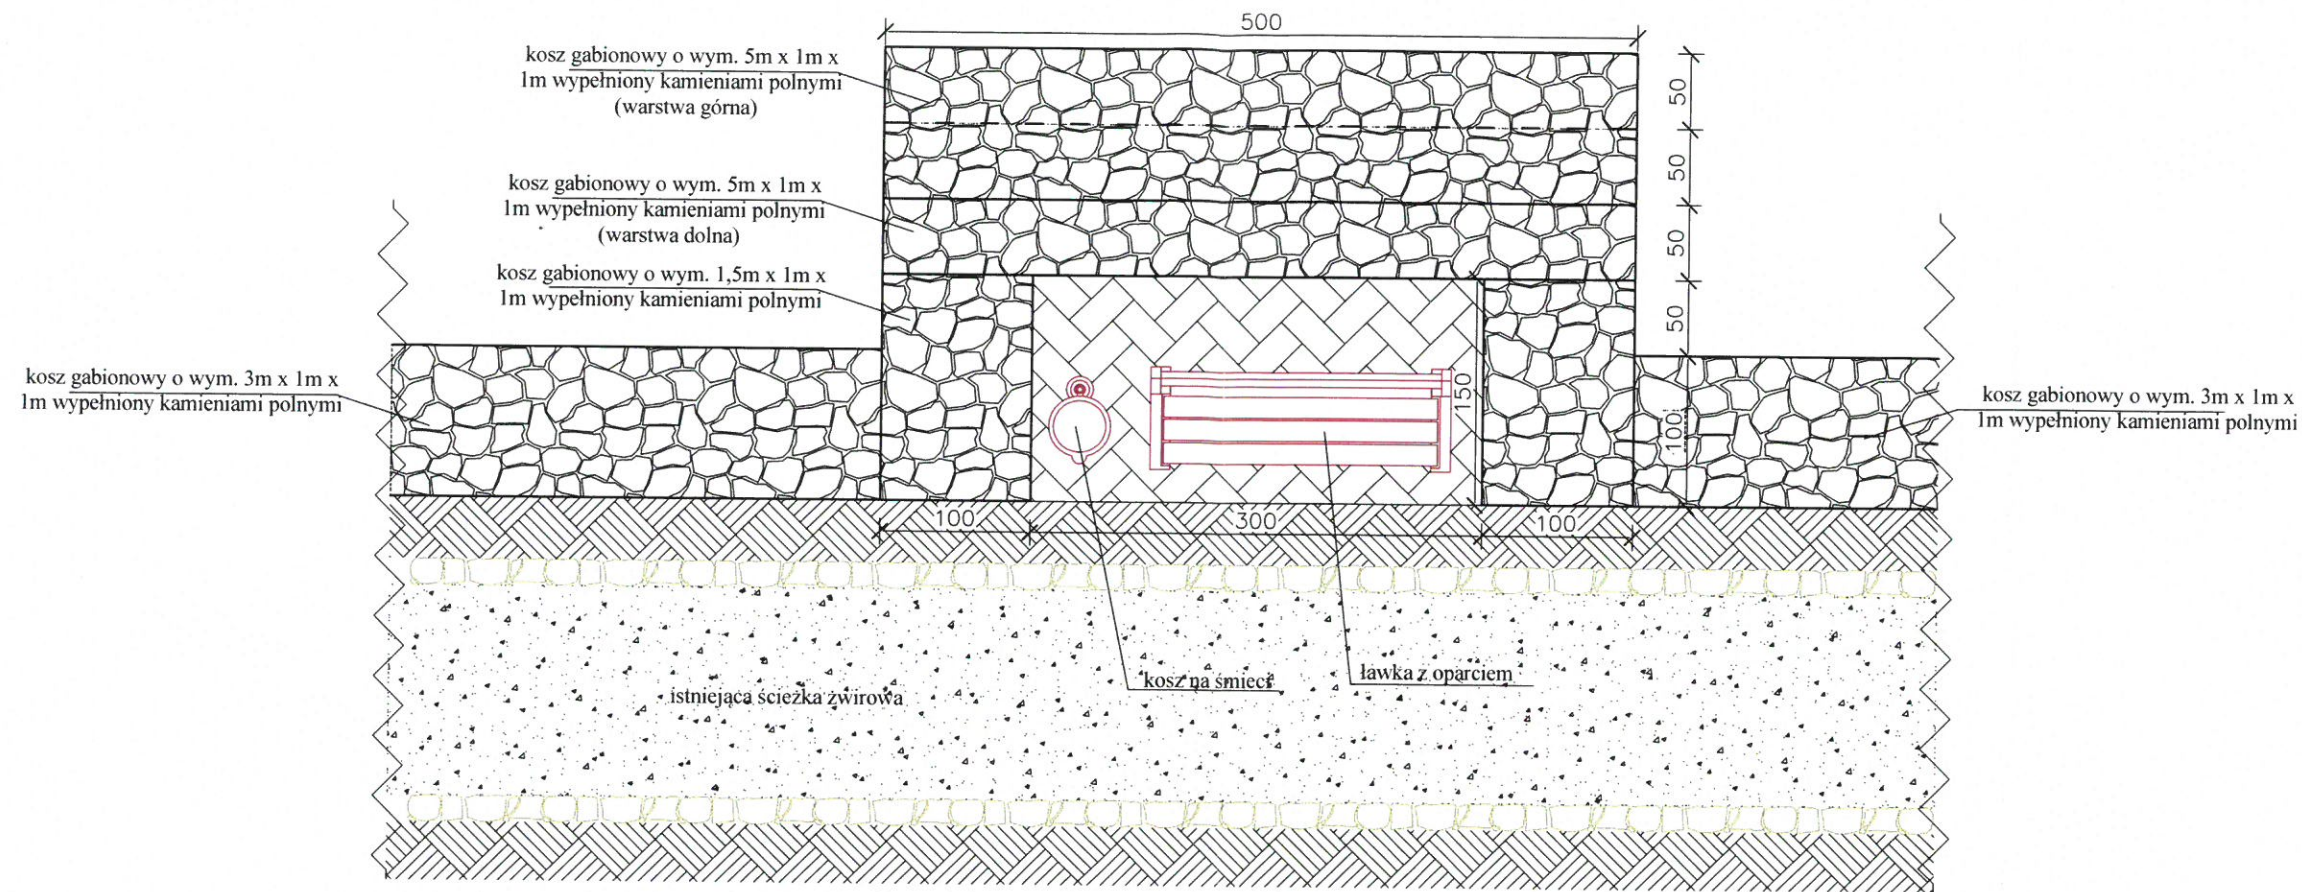 500
kosz gabionowy o wym. 5m x 1m x
1m wypełniony kamieniami polnymi
(warstwa górna)
50
kosz gabionowy o wym. 5m x 1m x
1m wypełniony kamieniami polnymi
(warstwa dolna)
50
50
kosz gabionowy o wym. 1,5m x 1m x
1m wypełniony kamieniami polnymi
50
kosz gabionowy o wym. 3m x 1m x
1m wypełniony kamieniami polnymi
150
100
kosz gabionowy o wym. 3m x 1m x
1m wypełniony kamieniami polnymi
100
300
100
kosz na śmieci
ławka z oparciem
istniejąca ścieżka żwirowa